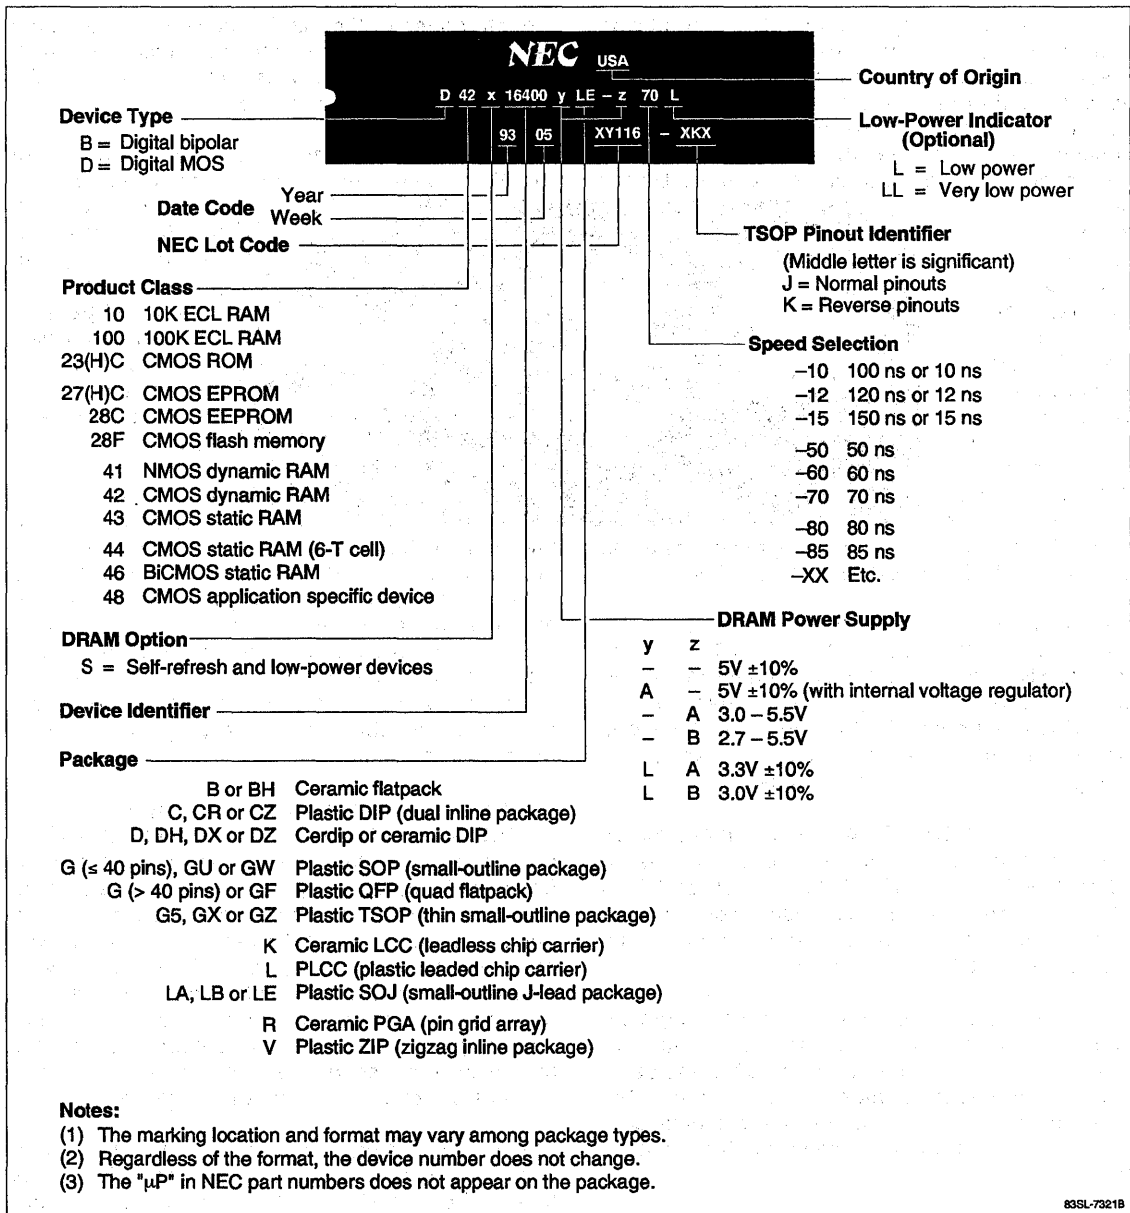 NEC USA
D 42 x 16400 y LE – z 70 L
93 05 XY116 – XKX
Country of Origin
Device Type
B = Digital bipolar
D = Digital MOS
Low-Power Indicator
(Optional)
L = Low power
LL = Very low power
Date Code Year
Week
NEC Lot Code
TSOP Pinout Identifier
(Middle letter is significant)
J = Normal pinouts
K = Reverse pinouts
Product Class
10 10K ECL RAM
100 100K ECL RAM
23(H)C CMOS ROM
27(H)C CMOS EPROM
28C CMOS EEPROM
28F CMOS flash memory
41 NMOS dynamic RAM
42 CMOS dynamic RAM
43 CMOS static RAM
44 CMOS static RAM (6-T cell)
46 BiCMOS static RAM
48 CMOS application specific device
Speed Selection
–10 100 ns or 10 ns
–12 120 ns or 12 ns
–15 150 ns or 15 ns
–50 50 ns
–60 60 ns
–70 70 ns
–80 80 ns
–85 85 ns
–XX Etc.
DRAM Option
S = Self-refresh and low-power devices
Device Identifier
DRAM Power Supply
y z
– – 5V ±10%
A – 5V ±10% (with internal voltage regulator)
– A 3.0 – 5.5V
– B 2.7 – 5.5V
L A 3.3V ±10%
L B 3.0V ±10%
Package
B or BH Ceramic flatpack
C, CR or CZ Plastic DIP (dual inline package)
D, DH, DX or DZ Cerdip or ceramic DIP
G (≤ 40 pins), GU or GW Plastic SOP (small-outline package)
G (> 40 pins) or GF Plastic QFP (quad flatpack)
G5, GX or GZ Plastic TSOP (thin small-outline package)
K Ceramic LCC (leadless chip carrier)
L PLCC (plastic leaded chip carrier)
LA, LB or LE Plastic SOJ (small-outline J-lead package)
R Ceramic PGA (pin grid array)
V Plastic ZIP (zigzag inline package)
Notes:
(1) The marking location and format may vary among package types.
(2) Regardless of the format, the device number does not change.
(3) The "μP" in NEC part numbers does not appear on the package.
83SL-7321B